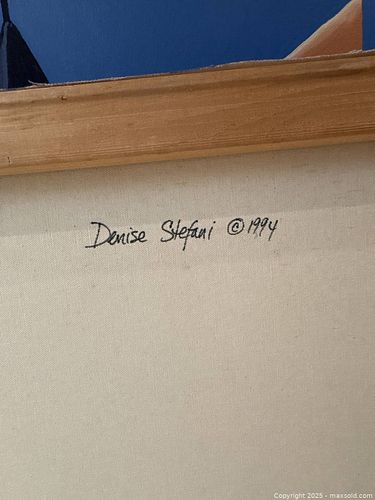 Denise Stefani © 1994
Copyright 2025 - maxsold.com